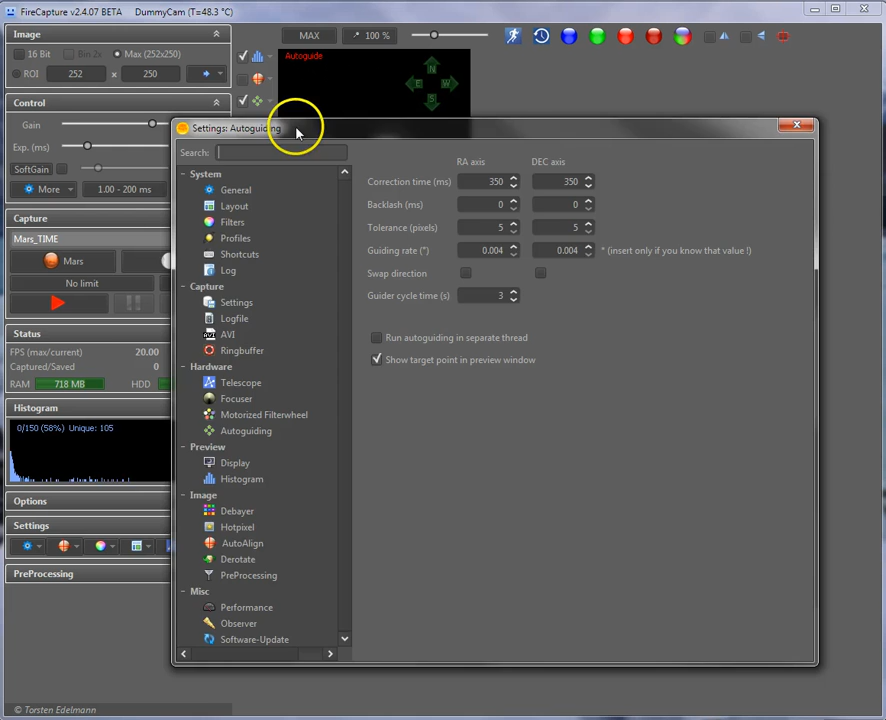 FireCapture v2.4.07 BETA    DummyCam (T=48.3 °C)
Image
16 Bit  Bin 2x  Max (252x250)
ROI  252  x  250
MAX  100 %
Autoguide
N
E  W
S
Control
Gain
Exp. (ms)
SoftGain
More  1.00 - 200 ms
Capture
Mars_TIME
Mars
No limit
Status
FPS (max/current)  20.00
Captured/Saved  0
RAM  718 MB  HDD
Histogram
0/150 (58%)  Unique: 105
Options
Settings
PreProcessing
© Torsten Edelmann
Settings: Autoguiding
Search:
System
General
Layout
Filters
Profiles
Shortcuts
Log
Capture
Settings
Logfile
AVI
AVI
Ringbuffer
Hardware
Telescope
Focuser
Motorized Filterwheel
Autoguiding
Preview
Display
Histogram
Image
Debayer
Hotpixel
AutoAlign
Derotate
PreProcessing
Misc
Performance
Observer
Software-Update
RA axis  DEC axis
Correction time (ms)  350  350
Backlash (ms)  0  0
Tolerance (pixels)  5  5
Guiding rate (*)  0.004  0.004  * (insert only if you know that value !)
Swap direction
Guider cycle time (s)  3
Run autoguiding in separate thread
Show target point in preview window